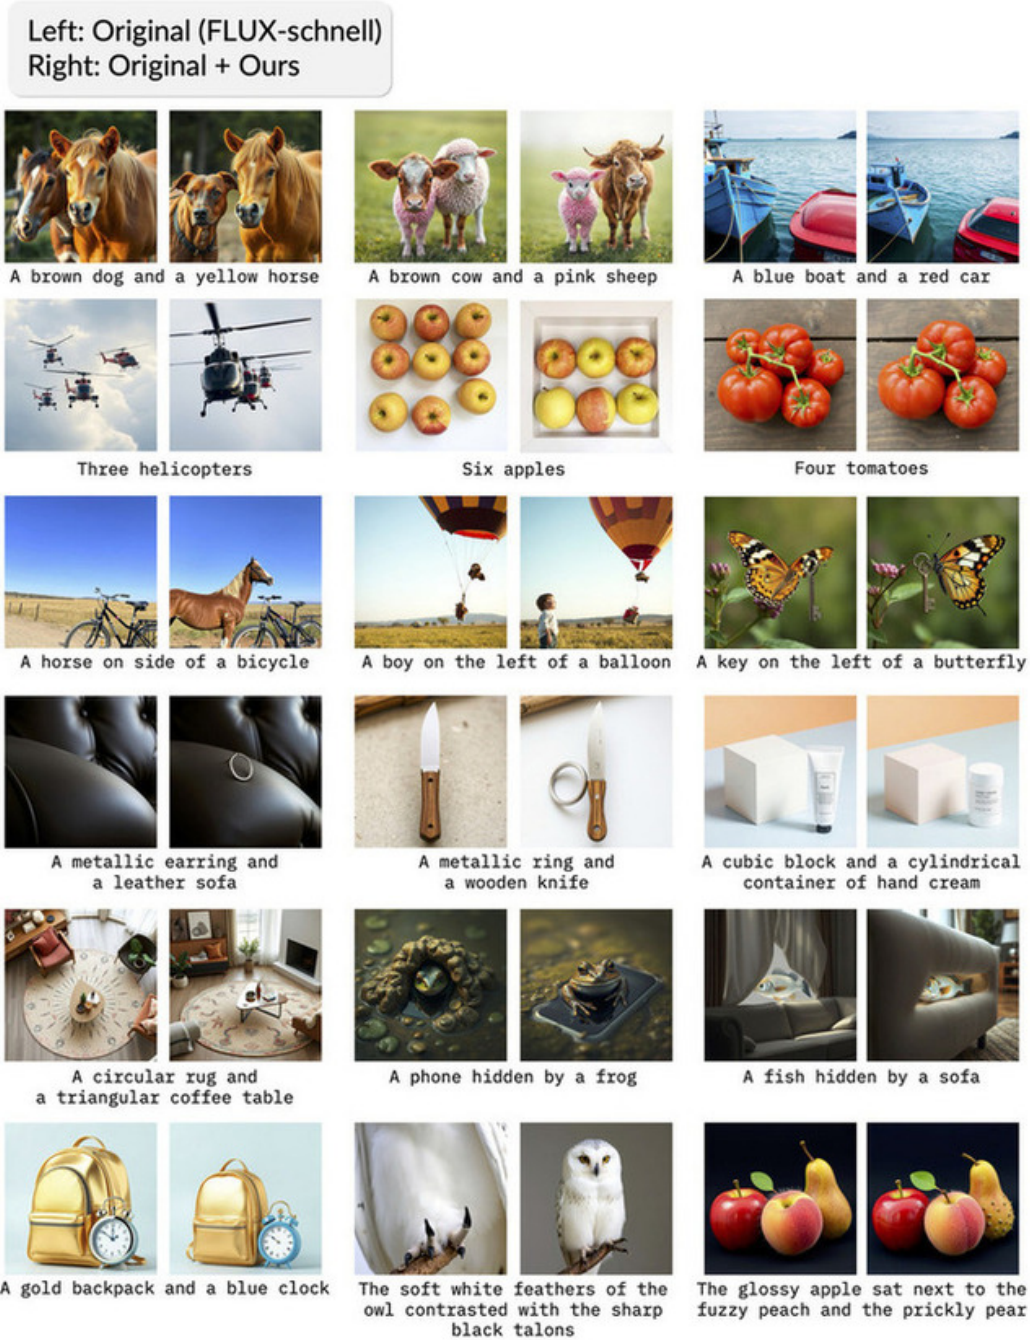 Left: Original (FLUX-schnell)
Right: Original + Ours
A brown dog and a yellow horse
A brown cow and a pink sheep
A blue boat and a red car
Three helicopters
Six apples
Four tomatoes
A horse on side of a bicycle
A boy on the left of a balloon
A key on the left of a butterfly
A metallic earring and
a leather sofa
A metallic ring and
a wooden knife
A cubic block and a cylindrical
container of hand cream
A circular rug and
a triangular coffee table
A phone hidden by a frog
A fish hidden by a sofa
A gold backpack and a blue clock
The soft white feathers of the
owl contrasted with the sharp
black talons
The glossy apple sat next to the
fuzzy peach and the prickly pear